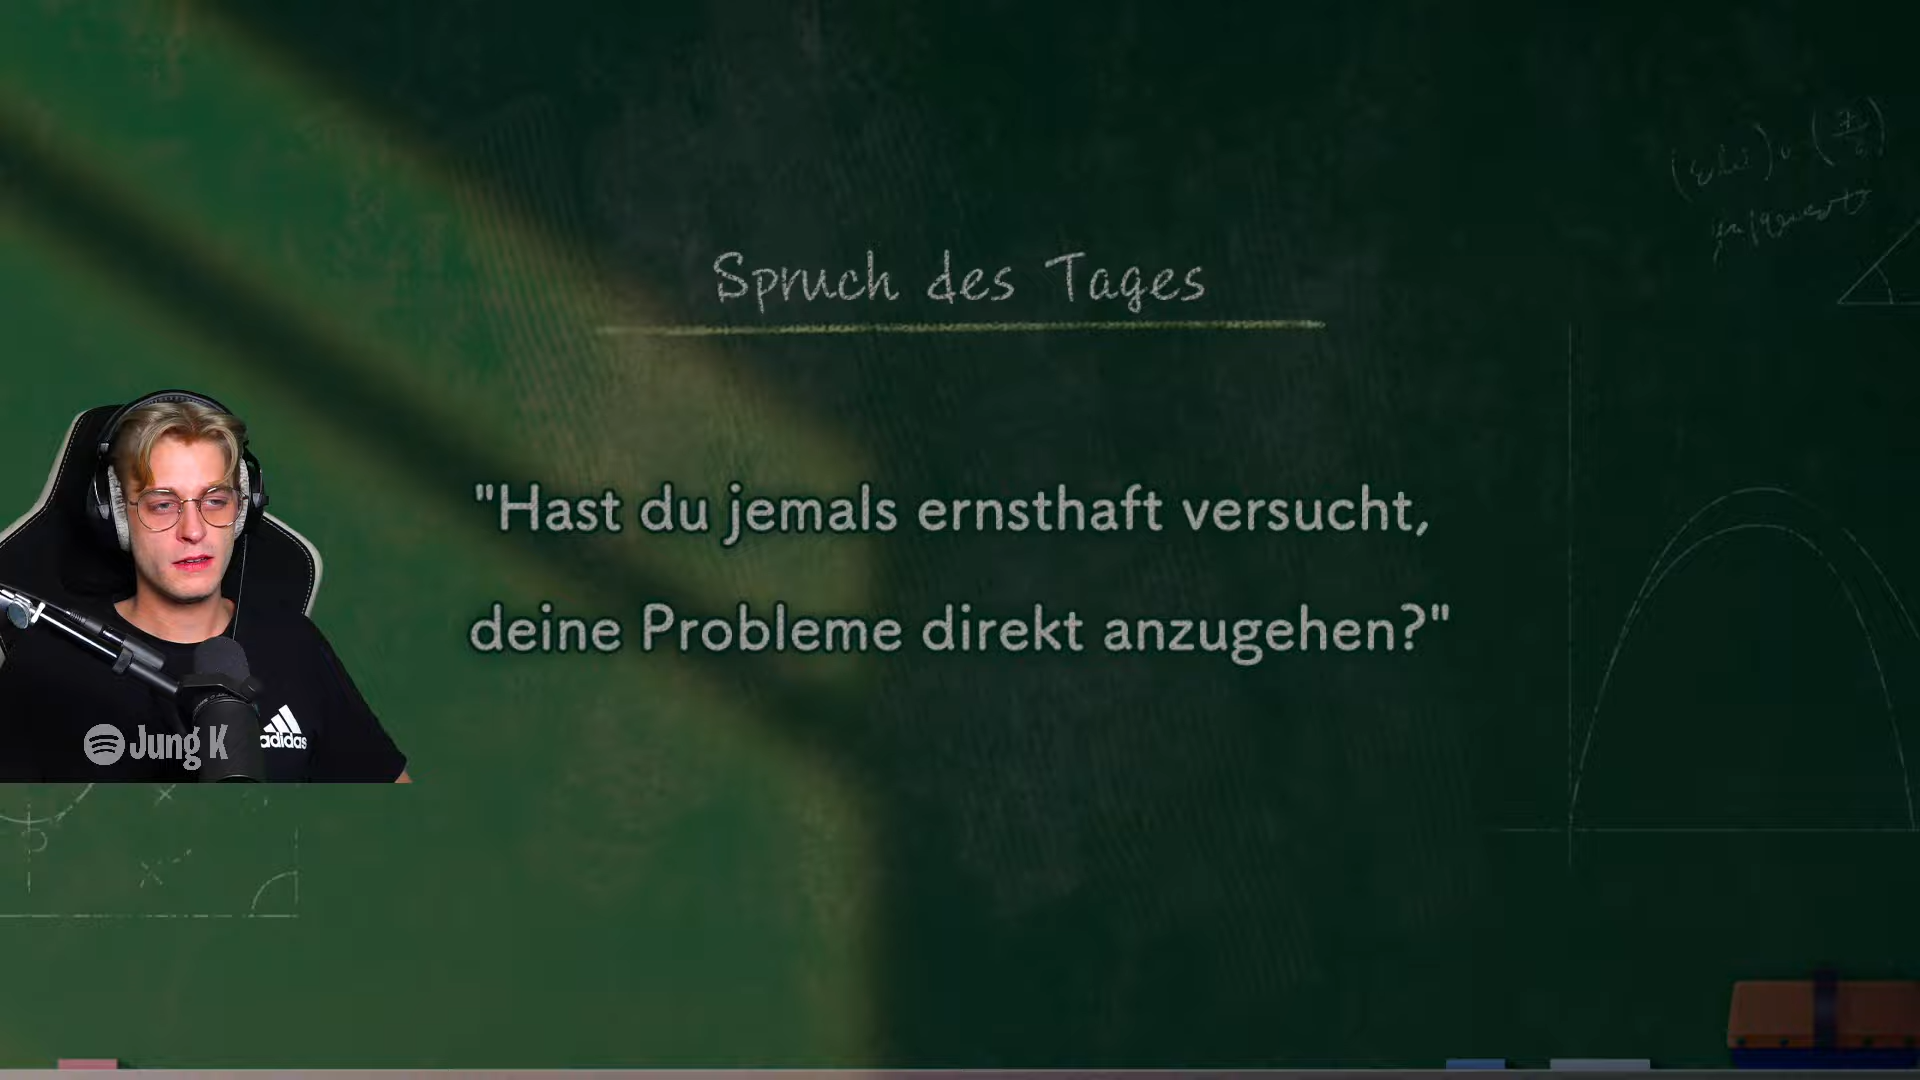 Spruch des Tages
"Hast du jemals ernsthaft versucht,
deine Probleme direkt anzugehen?"
Jung K
adidas